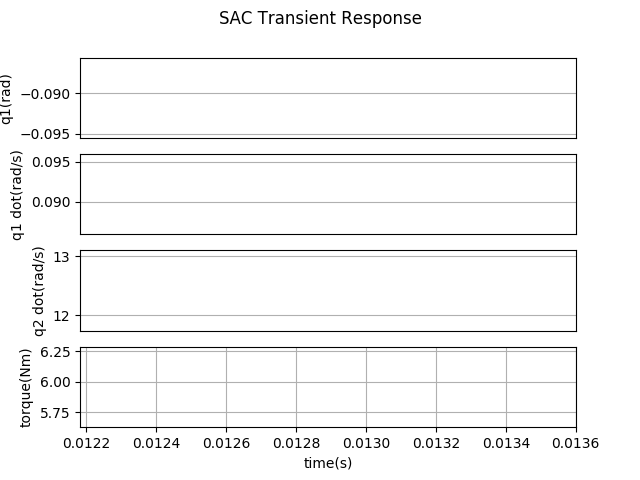 SAC Transient Response
q1(rad)
−0.090
−0.095
q1 dot(rad/s)
0.095
0.090
q2 dot(rad/s)
13
12
torque(Nm)
6.25
6.00
5.75
0.0122 0.0124 0.0126 0.0128 0.0130 0.0132 0.0134 0.0136
time(s)